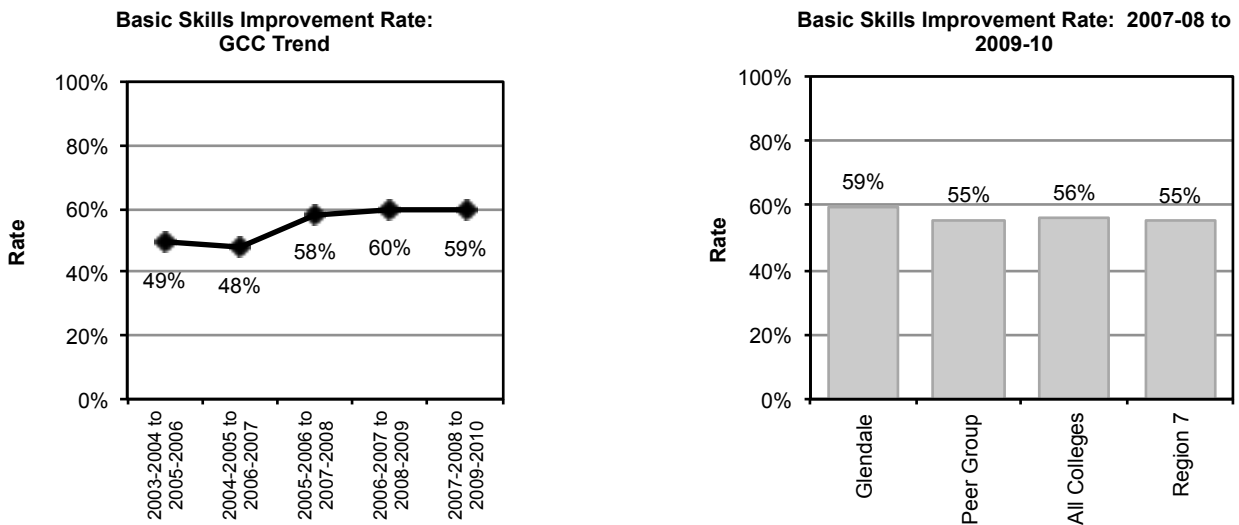 Basic Skills Improvement Rate:
GCC Trend
100%
80%
60%
40%
20%
0%
Rate
49%
48%
58%
60%
59%
2003-2004 to
2005-2006
2004-2005 to
2006-2007
2005-2006 to
2007-2008
2006-2007 to
2008-2009
2007-2008 to
2009-2010
Basic Skills Improvement Rate: 2007-08 to
2009-10
100%
80%
60%
40%
20%
0%
Rate
59%
55%
56%
55%
Glendale
Peer Group
All Colleges
Region 7